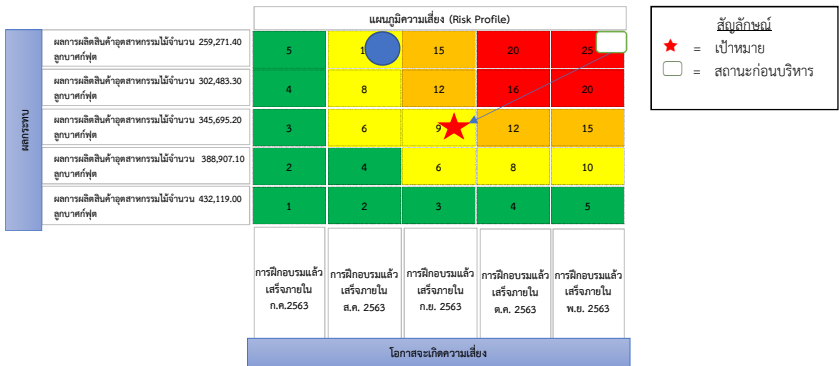 แผนภูมิความเสี่ยง (Risk Profile)
สัญลักษณ์
= เป้าหมาย
= สถานะก่อนบริหาร
ผลกระทบ
ผลการผลิตสินค้าอุตสาหกรรมไม้จำนวน 259,271.40
ลูกบาศก์ฟุต
5 1 15 20 25
ผลการผลิตสินค้าอุตสาหกรรมไม้จำนวน 302,483.30
ลูกบาศก์ฟุต
4 8 12 16 20
ผลการผลิตสินค้าอุตสาหกรรมไม้จำนวน 345,695.20
ลูกบาศก์ฟุต
3 6 9 12 15
ผลการผลิตสินค้าอุตสาหกรรมไม้จำนวน 388,907.10
ลูกบาศก์ฟุต
2 4 6 8 10
ผลการผลิตสินค้าอุตสาหกรรมไม้จำนวน 432,119.00
ลูกบาศก์ฟุต
1 2 3 4 5
การฝึกอบรมแล้ว
เสร็จภายใน
ก.ค.2563
การฝึกอบรมแล้ว
เสร็จภายใน
ส.ค. 2563
การฝึกอบรมแล้ว
เสร็จภายใน
ก.ย. 2563
การฝึกอบรมแล้ว
เสร็จภายใน
ต.ค. 2563
การฝึกอบรมแล้ว
เสร็จภายใน
พ.ย. 2563
โอกาสจะเกิดความเสี่ยง